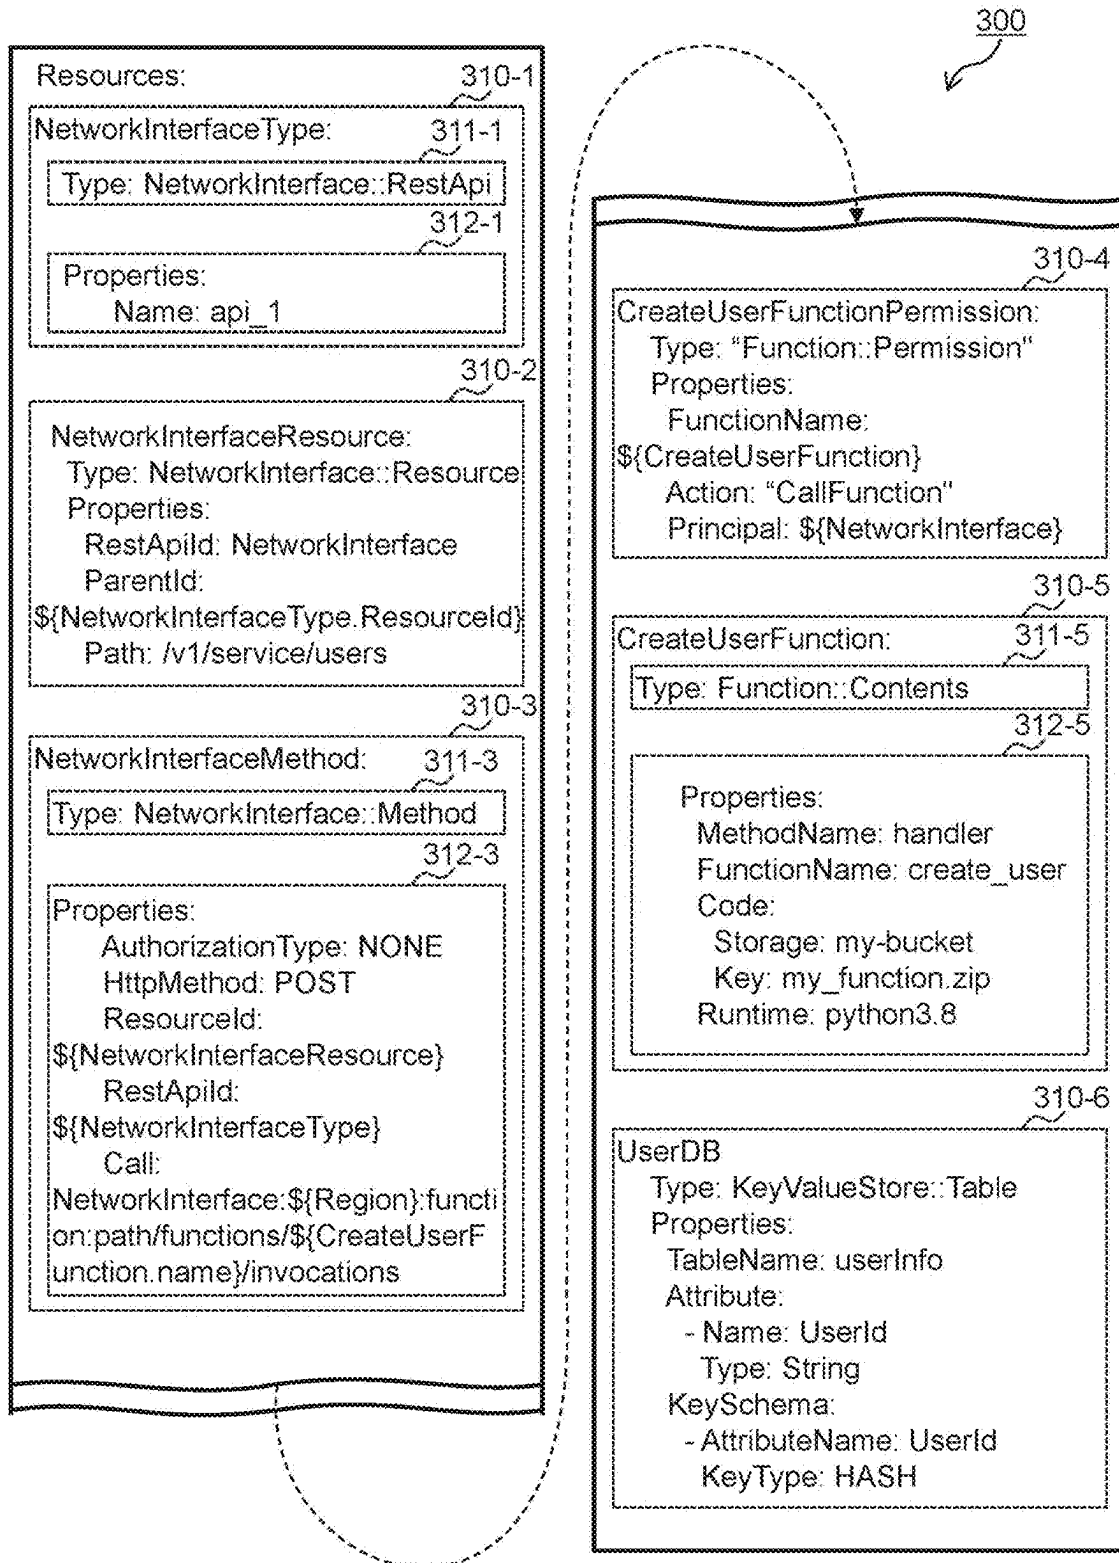 300
Resources:
310-1
NetworkInterfaceType:
311-1
Type: NetworkInterface::RestApi
312-1
Properties:
Name: api_1
310-2
NetworkInterfaceResource:
Type: NetworkInterface::Resource
Properties:
RestApiId: NetworkInterface
ParentId:
${NetworkInterfaceType.ResourceId}
Path: /v1/service/users
310-3
NetworkInterfaceMethod:
311-3
Type: NetworkInterface::Method
312-3
Properties:
AuthorizationType: NONE
HttpMethod: POST
ResourceId:
${NetworkInterfaceResource}
RestApiId:
${NetworkInterfaceType}
Call:
NetworkInterface:${Region}:functi
on:path/functions/${CreateUserF
unction.name}/invocations
310-4
CreateUserFunctionPermission:
Type: “Function::Permission"
Properties:
FunctionName:
${CreateUserFunction}
Action: “CallFunction"
Principal: ${NetworkInterface}
310-5
CreateUserFunction:
311-5
Type: Function::Contents
312-5
Properties:
MethodName: handler
FunctionName: create_user
Code:
Storage: my-bucket
Key: my_function.zip
Runtime: python3.8
310-6
UserDB
Type: KeyValueStore::Table
Properties:
TableName: userInfo
Attribute:
- Name: UserId
Type: String
KeySchema:
- AttributeName: UserId
KeyType: HASH